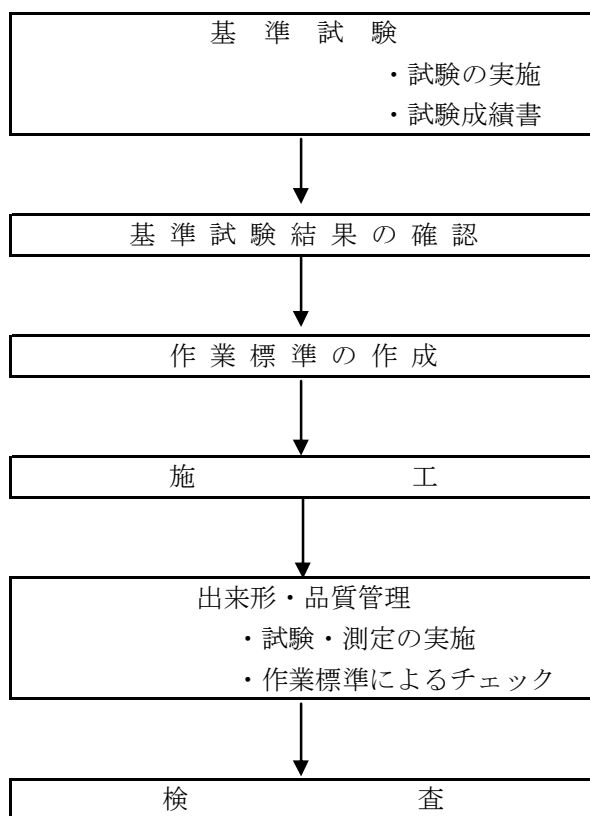 基準試験
・試験の実施
・試験成績書
基準試験結果の確認
作業標準の作成
施工
出来形・品質管理
・試験・測定の実施
・作業標準によるチェック
検査